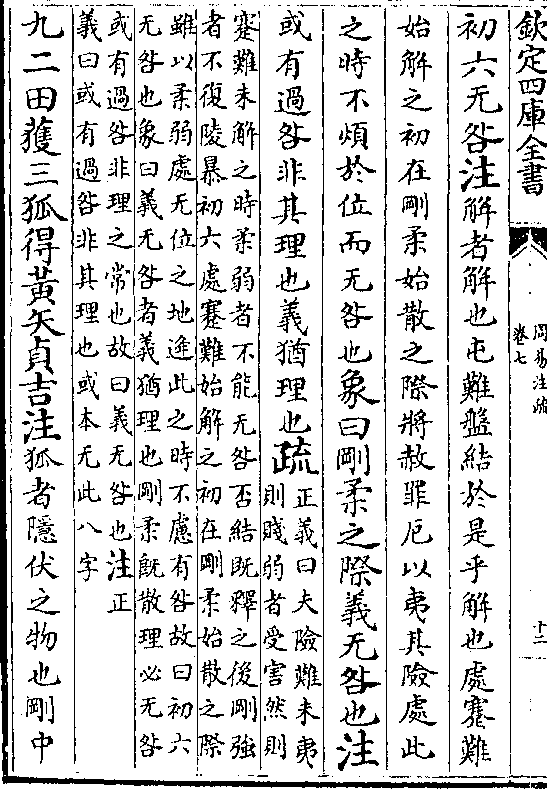 欽定四庫全書
周易注疏
卷七
十二
初六无咎注解者解也屯難盤結於是乎解也處蹇難
始解之初在剛柔始散之際將赦罪厄以夷其險處此
之時不煩於位而无咎也象曰剛柔之際義无咎也注
或有過咎非其理也義猶理也疏
正義曰夫險難未夷
則賤弱者受害然則
蹇難未解之時柔弱者不能无咎否結既釋之後剛強
者不復陵暴初六處蹇難始解之初在剛柔始散之際
雖以柔弱處无位之地逢此之時不慮有咎故曰初六
无咎也象曰義无咎者義猶理也剛柔既散理必无咎
或有過咎非理之常也故曰義无咎也注正
義曰或有過咎非其理也或本无此八字
九二田獲三狐得黃矢貞吉注狐者隱伏之物也剛中